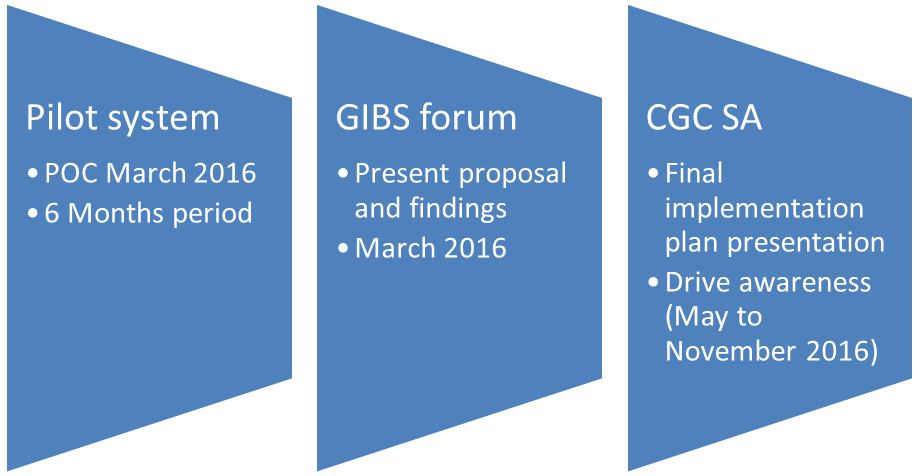 Pilot system
• POC March 2016
• 6 Months period
GIBS forum
• Present proposal
and findings
• March 2016
CGC SA
• Final
implementation
plan presentation
• Drive awareness
(May to
November 2016)